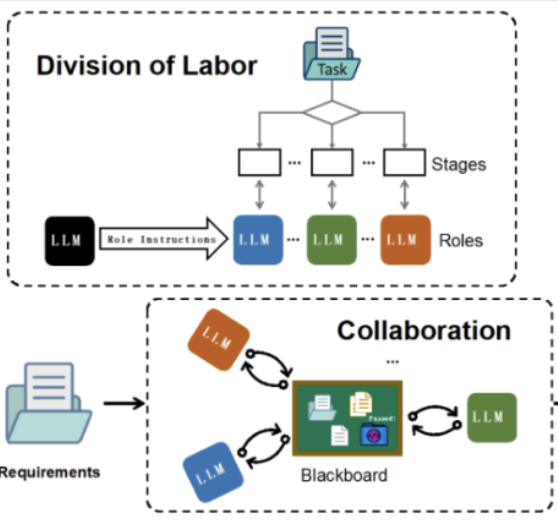 Division of Labor
Task
... ...
Stages
LLM
Role Instructions
LLM ... LLM ... LLM
Roles
LLM
Collaboration
...
Passed!
LLM
Requirements
LLM
Blackboard